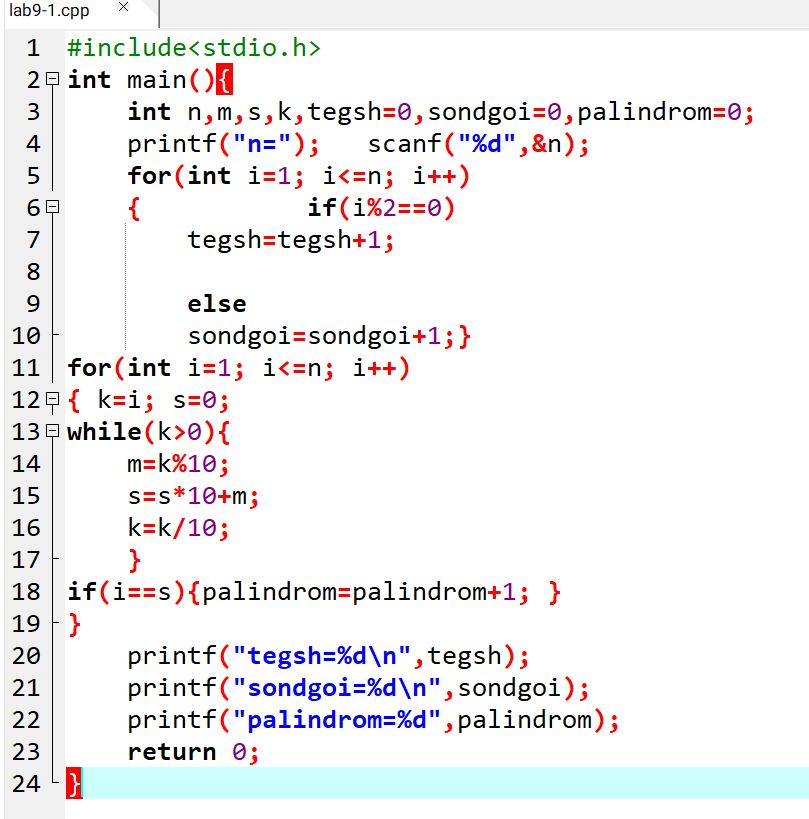 lab9-1.cpp ×
1 #include<stdio.h>
2 int main(){
3 int n,m,s,k,tegsh=0,sondgoi=0,palindrom=0;
4 printf("n=");   scanf("%d",&n);
5 for(int i=1; i<=n; i++)
6 {           if(i%2==0)
7 tegsh=tegsh+1;
8
9 else
10 sondgoi=sondgoi+1;}
11 for(int i=1; i<=n; i++)
12 { k=i; s=0;
13 while(k>0){
14 m=k%10;
15 s=s*10+m;
16 k=k/10;
17 }
18 if(i==s){palindrom=palindrom+1; }
19 }
20 printf("tegsh=%d\n",tegsh);
21 printf("sondgoi=%d\n",sondgoi);
22 printf("palindrom=%d",palindrom);
23 return 0;
24 }